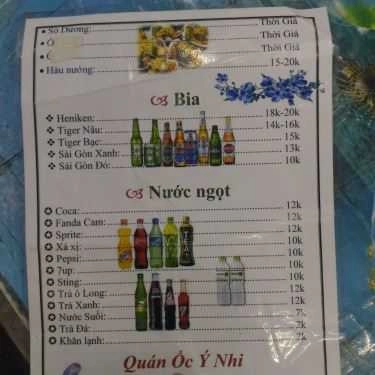 Sò Dương: Thời Giá
Ố Thời Giá
Thời Giá
Hàu nướng: 15-20k
Bia
Heniken: 18k-20k
Tiger Nâu: 14k-16k
Tiger Bạc: 15k
Sài Gòn Xanh: 13k
Sài Gòn Đỏ: 10k
Nước ngọt
Coca: 12k
Fanda Cam: 12k
Sprite: 12k
Xá xị: 10k
Pepsi: 10k
7up: 10k
Sting: 10k
Trà ô Long: 12k
Trà Xanh: 12k
Nước Suối: 7k
Trà Đá: 2k
Khăn lạnh: 2k
Quán Ốc Ý Nhi